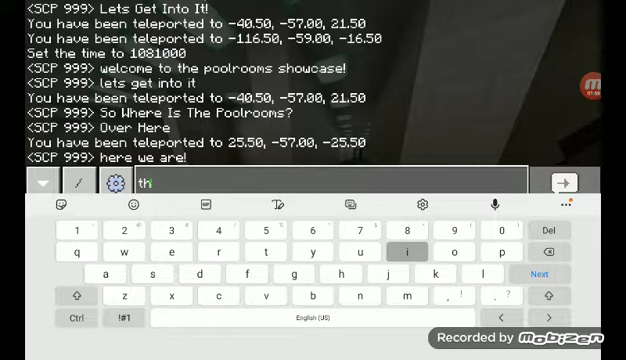 <SCP 999> Lets Get Into It!
You have been teleported to -40.50, -57.00, 21.50
You have been teleported to -116.50, -59.00, -16.50
Set the time to 1081000
<SCP 999> welcome to the poolrooms showcase!
<SCP 999> lets get into it
You have been teleported to -40.50, -57.00, 21.50
<SCP 999> So Where Is The Poolrooms?
<SCP 999> Over Here
You have been teleported to 25.50, -57.00, -25.50
<SCP 999> here we are!
/ thi
1 2 3 4 5 6 7 8 9 0 Del
q w e r t y u i o p
a s d f g h j k l Next
z x c v b n m , ! . ?
Ctrl !#1 English (US) < >
Recorded by Mobizen